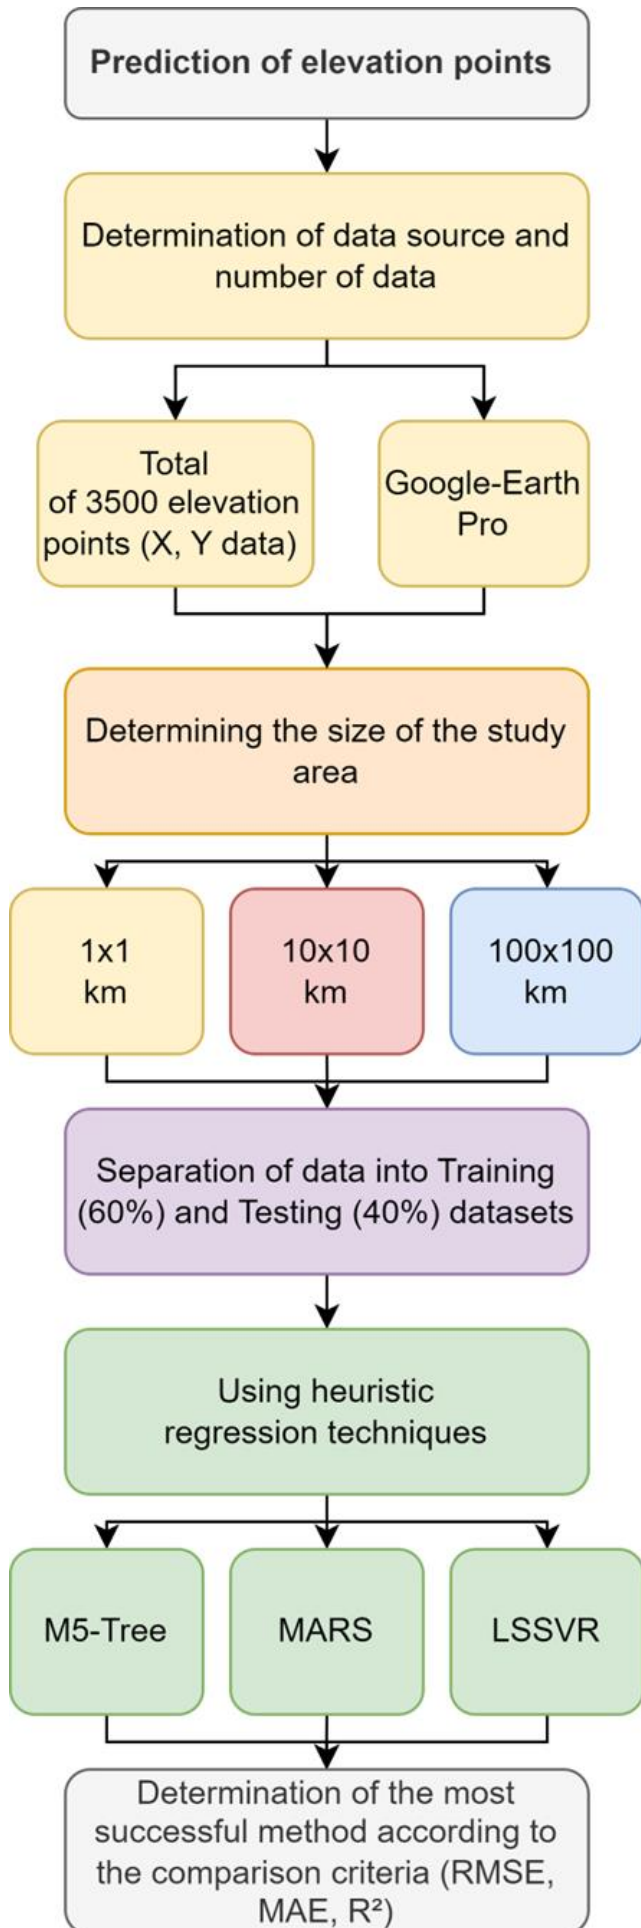 Prediction of elevation points
Determination of data source and
number of data
Total
of 3500 elevation
points (X, Y data)
Google-Earth
Pro
Determining the size of the study
area
1x1
km
10x10
km
100x100
km
Separation of data into Training
(60%) and Testing (40%) datasets
Using heuristic
regression techniques
M5-Tree
MARS
LSSVR
Determination of the most
successful method according to
the comparison criteria (RMSE,
MAE, R²)